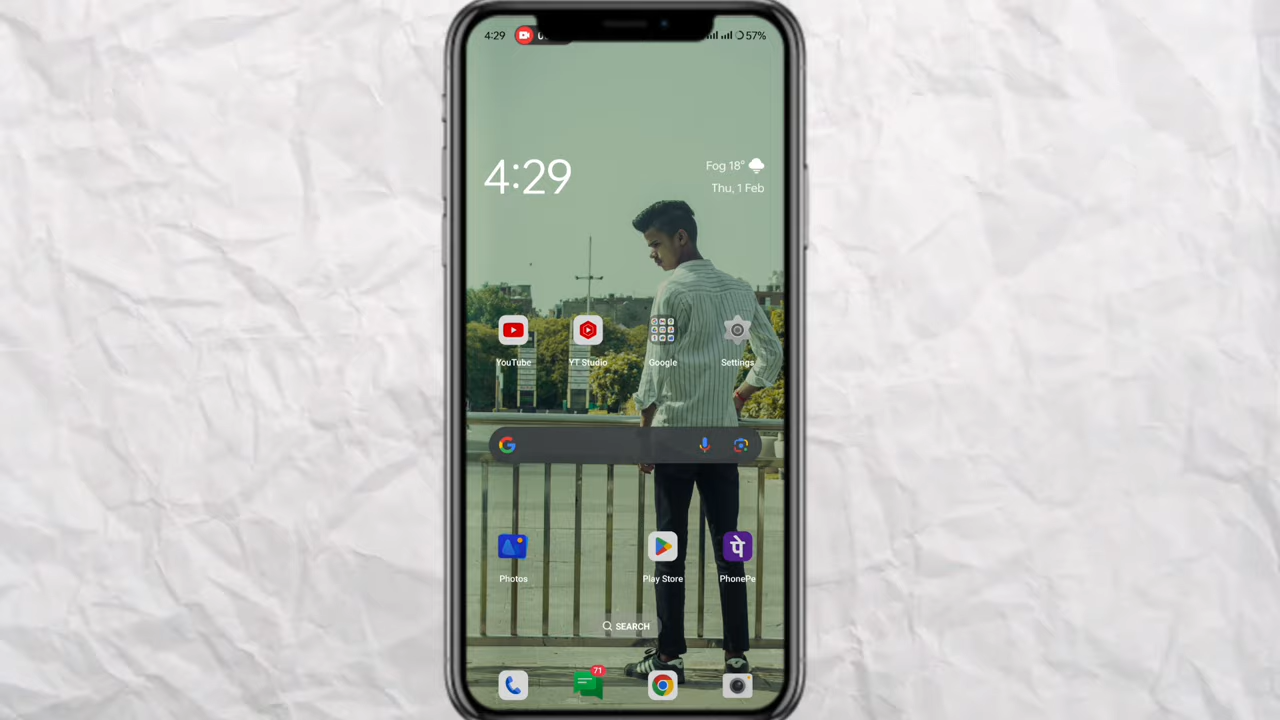 4:29
57%
4:29
Fog 18°
Thu, 1 Feb
YouTube
YT Studio
Google
Settings
Photos
Play Store
PhonePe
SEARCH
71